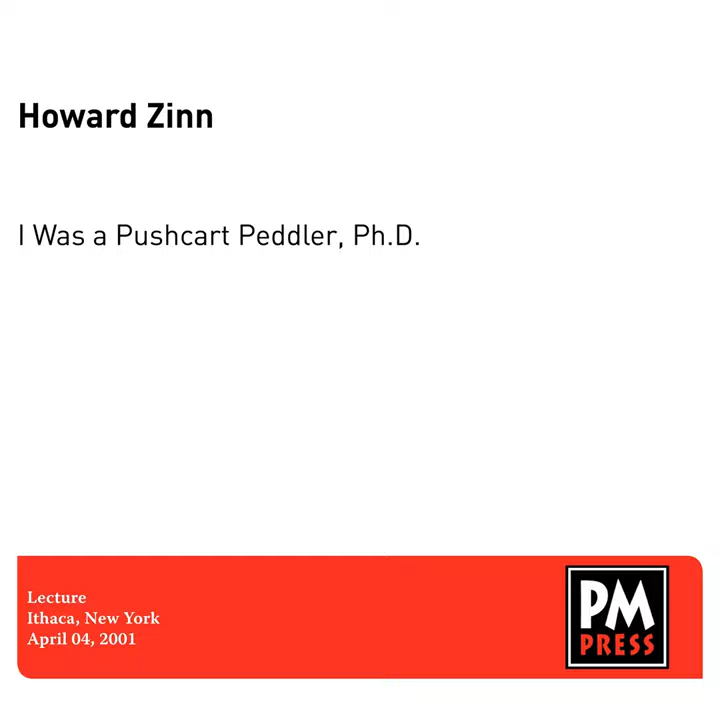 Howard Zinn
I Was a Pushcart Peddler, Ph.D.
Lecture
Ithaca, New York
April 04, 2001
PM
PRESS